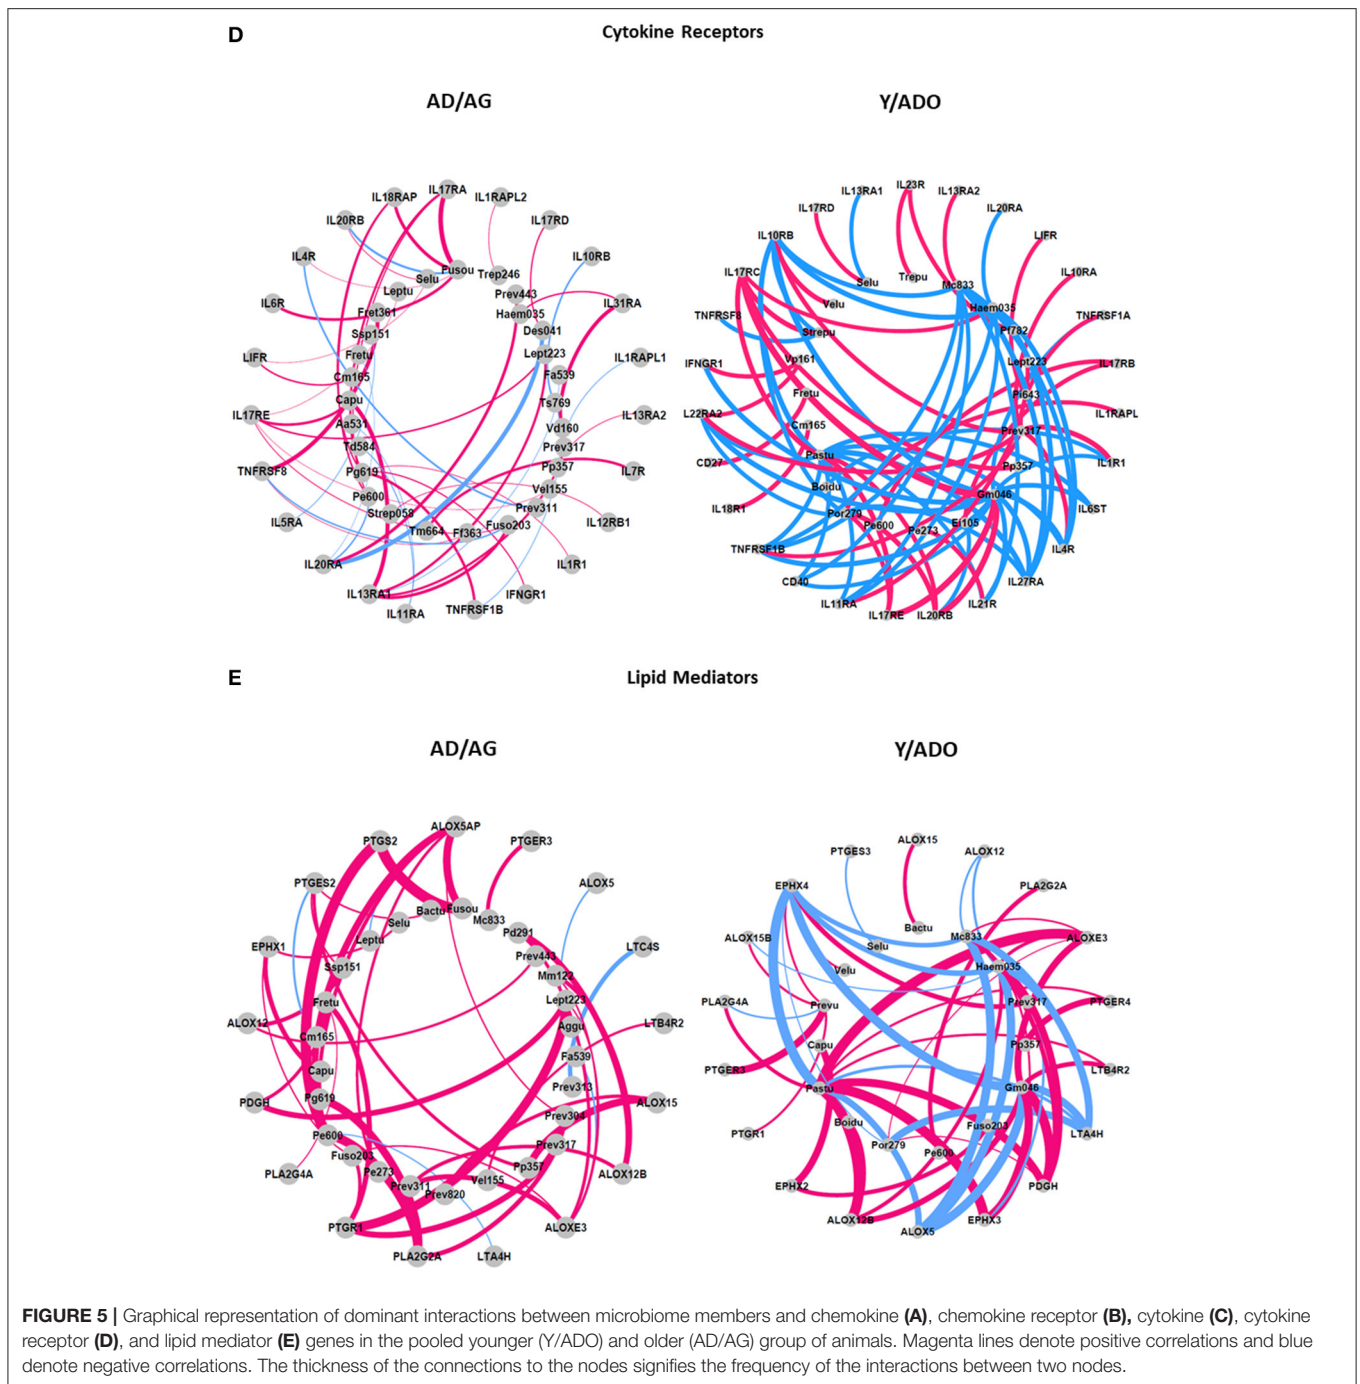 D
Cytokine Receptors
AD/AG
Y/ADO
IL17RA
IL18RAP
IL1RAPL2
IL20RB
IL17RD
IL4R
IL10RB
IL6R
IL31RA
LIFR
IL1RAPL1
IL17RE
IL13RA2
TNFRSF8
IL7R
IL5RA
IL12RB1
IL20RA
IL1R1
IL13RA1
IFNGR1
IL11RA
TNFRSF1B
Fusou
Selu
Trep246
Leptu
Prev443
Fret361
Haem035
Ssp151
Des041
Fretu
Lept223
Cm165
Fa539
Capu
Ts769
Aa531
Vd160
Td584
Prev317
Pg619
Pp357
Pe600
Vel155
Strep058
Prev311
Tm664
Ff363
Fuso203
IL13RA1
IL23R
IL13RA2
IL17RD
IL20RA
IL10RB
LIFR
IL17RC
IL10RA
TNFRSF8
TNFRSF1A
IFNGR1
IL17RB
L22RA2
IL1RAPL
CD27
IL1R1
IL18R1
IL6ST
TNFRSF1B
IL4R
CD40
IL27RA
IL11RA
IL21R
IL17RE
IL20RB
Selu
Trepu
Mc833
Velu
Haem035
Strepu
Pf782
Vp161
Lept223
Fretu
Pi643
Cm165
Prev317
Pastu
Pp357
Boidu
Gm046
Por279
Pe600
Pe273
Ei105
E
Lipid Mediators
AD/AG
Y/ADO
ALOX5AP
PTGS2
PTGER3
PTGES2
ALOX5
EPHX1
LTC4S
ALOX12
LTB4R2
PDGH
ALOX15
PLA2G4A
ALOX12B
PTGR1
ALOXE3
PLA2G2A
LTA4H
Bactu
Fusou
Mc833
Selu
Pd291
Leptu
Prev443
Ssp151
Mm122
Fretu
Lept223
Cm165
Aggu
Capu
Fa539
Pg619
Prev313
Pe600
Prev304
Fuso203
Prev317
Pe273
Pp357
Prev311
Prev820
Vel155
ALOX15
PTGES3
ALOX12
EPHX4
PLA2G2A
ALOX15B
ALOXE3
PLA2G4A
PTGER4
PTGER3
LTB4R2
PTGR1
LTA4H
EPHX2
PDGH
ALOX12B
EPHX3
ALOX5
Bactu
Mc833
Selu
Haem035
Velu
Prev317
Prevu
Pp357
Capu
Gm046
Pastu
Fuso203
Boidu
Por279
Pe600
FIGURE 5 | Graphical representation of dominant interactions between microbiome members and chemokine (A), chemokine receptor (B), cytokine (C), cytokine
receptor (D), and lipid mediator (E) genes in the pooled younger (Y/ADO) and older (AD/AG) group of animals. Magenta lines denote positive correlations and blue
denote negative correlations. The thickness of the connections to the nodes signifies the frequency of the interactions between two nodes.